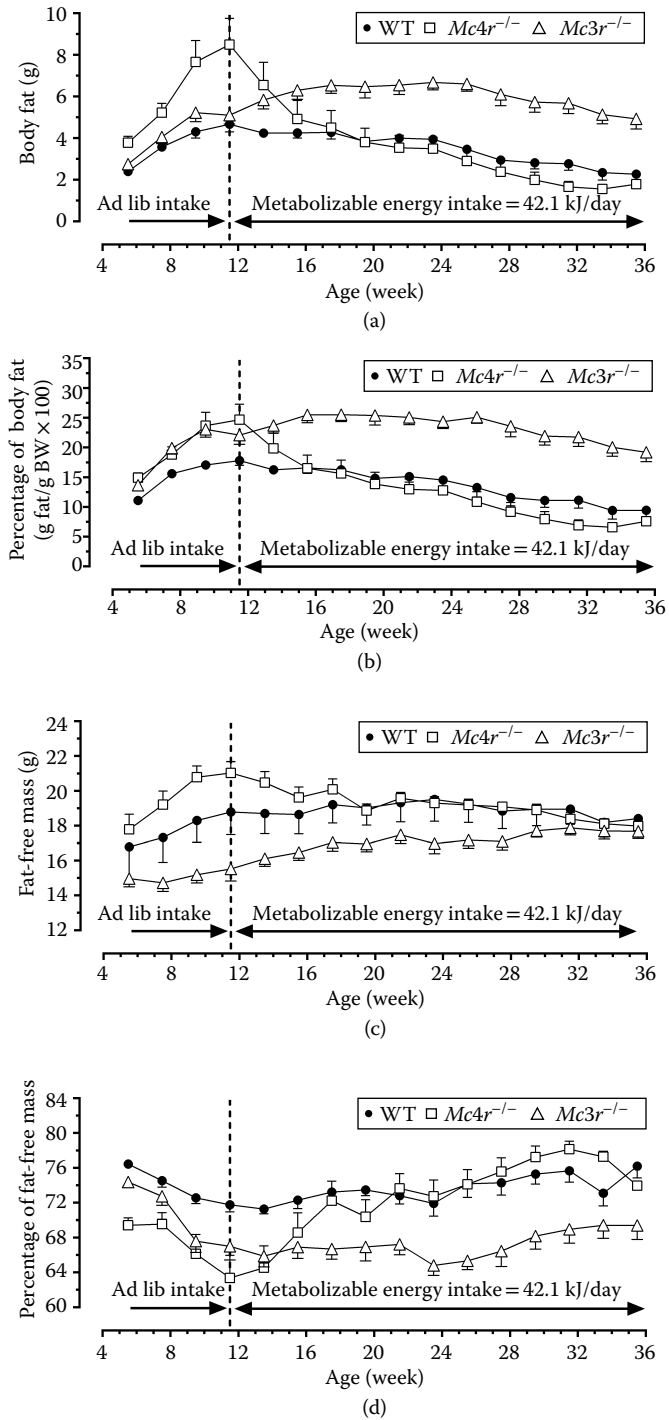 10
8
6
4
2
0
Body fat (g)
WT Mc4r−/− Mc3r−/−
Ad lib intake Metabolizable energy intake = 42.1 kJ/day
4 8 12 16 20 24 28 32 36
Age (week)
(a)
35
30
25
20
15
10
5
0
Percentage of body fat
(g fat/g BW × 100)
WT Mc4r−/− Mc3r−/−
Ad lib intake Metabolizable energy intake = 42.1 kJ/day
4 8 12 16 20 24 28 32 36
Age (week)
(b)
24
22
20
18
16
14
12
Fat-free mass (g)
WT Mc4r−/− Mc3r−/−
Ad lib intake Metabolizable energy intake = 42.1 kJ/day
4 8 12 16 20 24 28 32 36
Age (week)
(c)
84
80
76
72
68
64
60
Percentage of fat-free mass
WT Mc4r−/− Mc3r−/−
Ad lib intake Metabolizable energy intake = 42.1 kJ/day
4 8 12 16 20 24 28 32 36
Age (week)
(d)